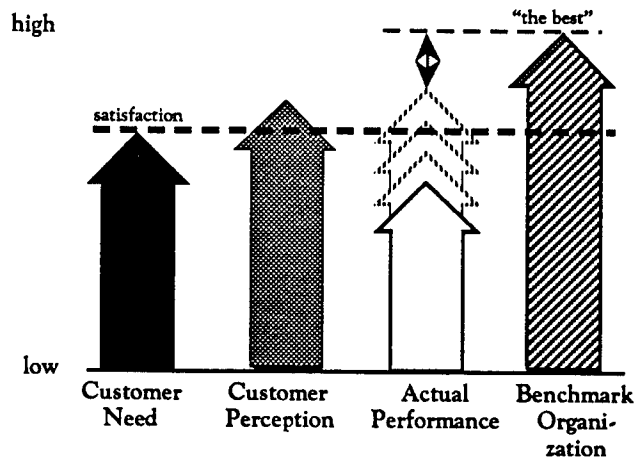 high
"the best"
satisfaction
low
Customer
Need
Customer
Perception
Actual
Performance
Benchmark
Organi-
zation